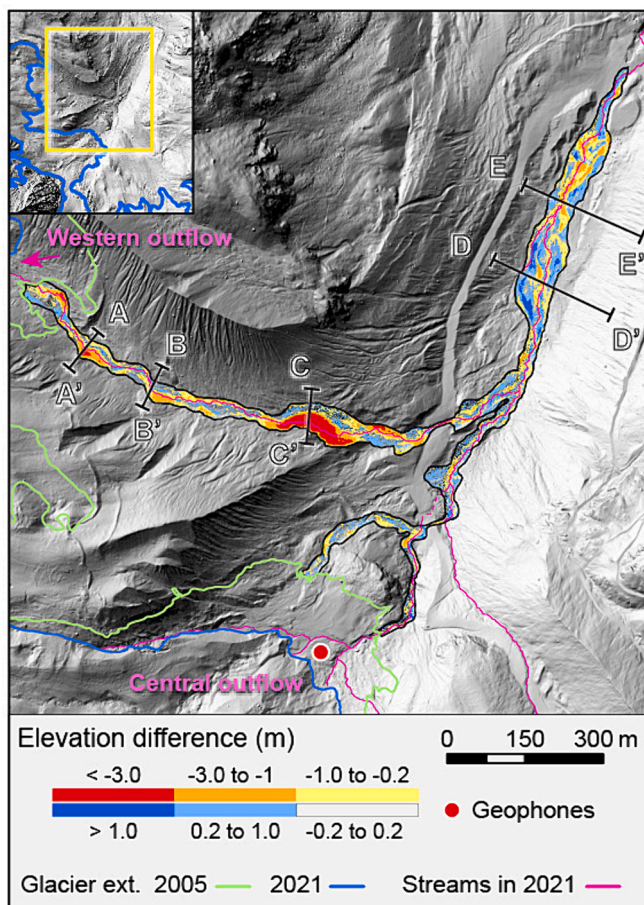 E
D
E'
D'
Western outflow
A
B
C
A'
B'
C'
Central outflow
Elevation difference (m)
0 150 300 m
< -3.0 -3.0 to -1 -1.0 to -0.2
> 1.0 0.2 to 1.0 -0.2 to 0.2
Geophones
Glacier ext. 2005 2021 Streams in 2021